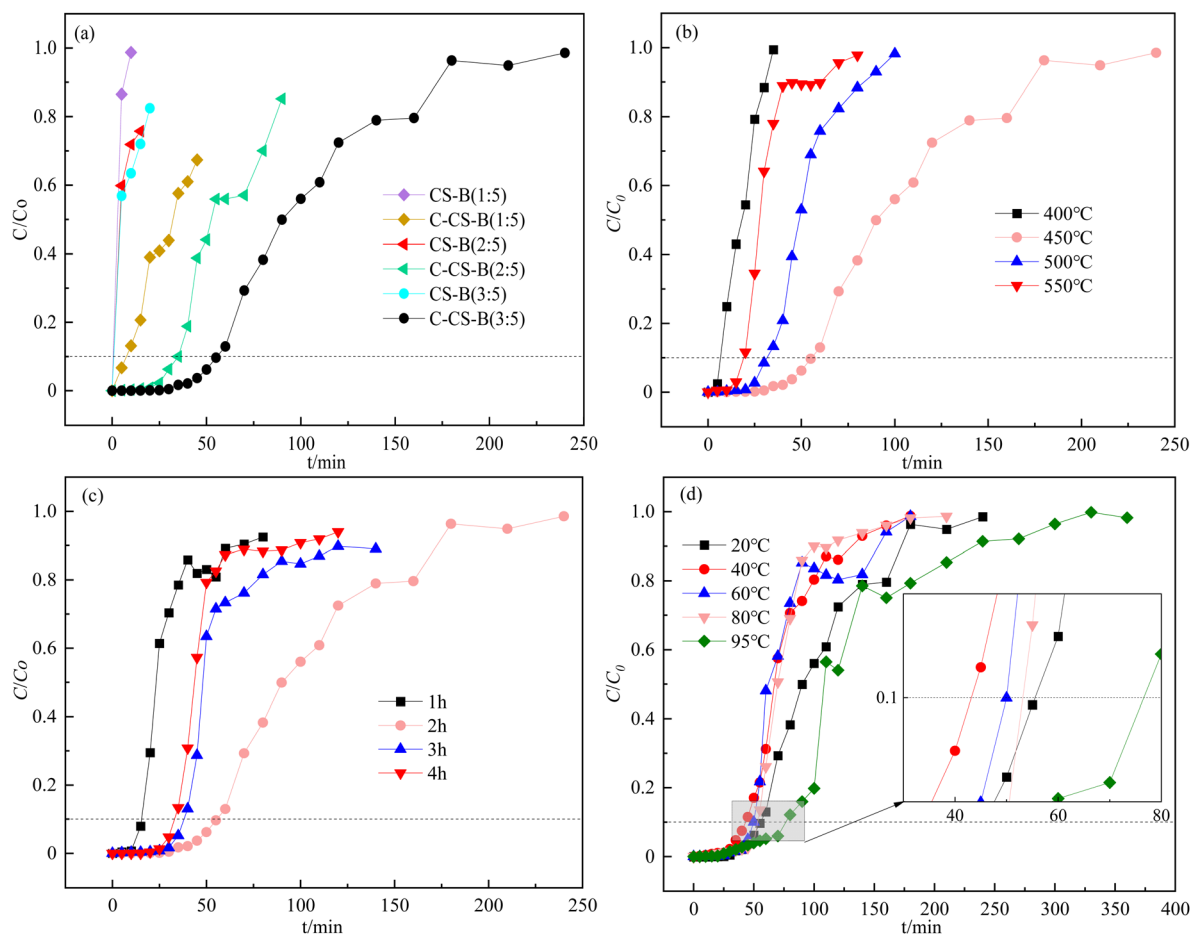 (a)
C/Co
1.0
0.8
0.6
0.4
0.2
0
CS-B(1:5)
C-CS-B(1:5)
CS-B(2:5)
C-CS-B(2:5)
CS-B(3:5)
C-CS-B(3:5)
0 50 100 150 200 250
t/min
(b)
C/C₀
1.0
0.8
0.6
0.4
0.2
0
400℃
450℃
500℃
550℃
0 50 100 150 200 250
t/min
(c)
C/Co
1.0
0.8
0.6
0.4
0.2
0
1h
2h
3h
4h
0 50 100 150 200 250
t/min
(d)
C/C₀
1.0
0.8
0.6
0.4
0.2
0
20℃
40℃
60℃
80℃
95℃
0.1
40 60 80
0 50 100 150 200 250 300 350 400
t/min